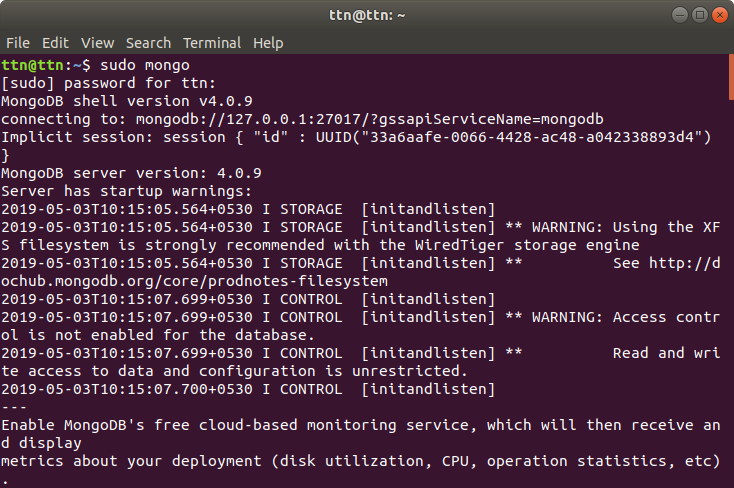 ttn@ttn: ~
File Edit View Search Terminal Help
ttn@ttn:~$ sudo mongo
[sudo] password for ttn:
MongoDB shell version v4.0.9
connecting to: mongodb://127.0.0.1:27017/?gssapiServiceName=mongodb
Implicit session: session { "id" : UUID("33a6aafe-0066-4428-ac48-a042338893d4")
}
MongoDB server version: 4.0.9
Server has startup warnings:
2019-05-03T10:15:05.564+0530 I STORAGE  [initandlisten]
2019-05-03T10:15:05.564+0530 I STORAGE  [initandlisten] ** WARNING: Using the XF
S filesystem is strongly recommended with the WiredTiger storage engine
2019-05-03T10:15:05.564+0530 I STORAGE  [initandlisten] **          See http://d
ochub.mongodb.org/core/prodnotes-filesystem
2019-05-03T10:15:07.699+0530 I CONTROL  [initandlisten]
2019-05-03T10:15:07.699+0530 I CONTROL  [initandlisten] ** WARNING: Access contr
ol is not enabled for the database.
2019-05-03T10:15:07.699+0530 I CONTROL  [initandlisten] **          Read and wri
te access to data and configuration is unrestricted.
2019-05-03T10:15:07.700+0530 I CONTROL  [initandlisten]
---
Enable MongoDB's free cloud-based monitoring service, which will then receive an
d display
metrics about your deployment (disk utilization, CPU, operation statistics, etc)
.